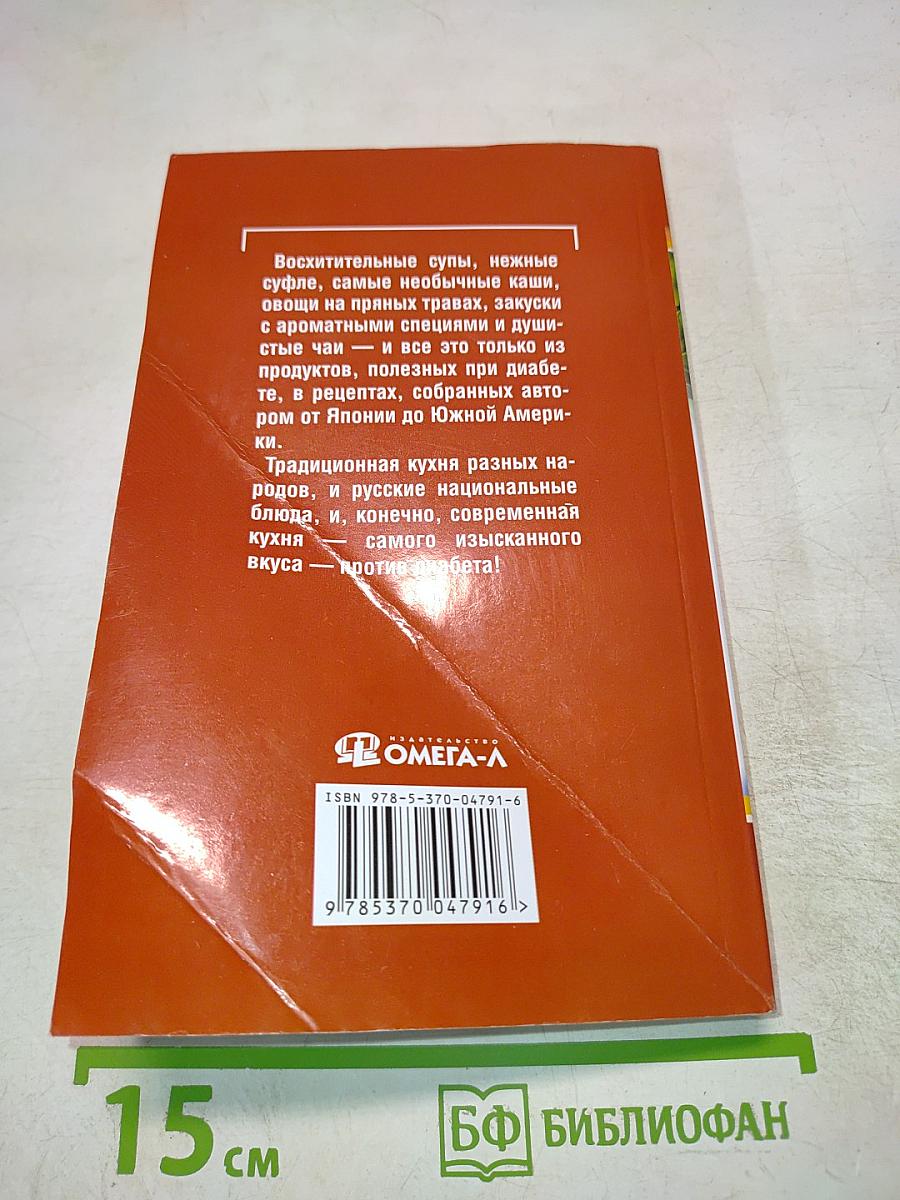 Восхитительные супы, нежные
суфле, самые необычные каши,
овощи на пряных травах, закуски
с ароматными специями и души-
стые чаи — и все это только из
продуктов, полезных при диабе-
те, в рецептах, собранных авто-
ром от Японии до Южной Амери-
ки.
Традиционная кухня разных на-
родов, и русские национальные
блюда, и, конечно, современная
кухня — самого изысканного
вкуса — против диабета!
издательство
ОМЕГА-Л
ISBN 978-5-370-04791-6
9 785370 047916 >
15 см
БФ БИБЛИОФАН